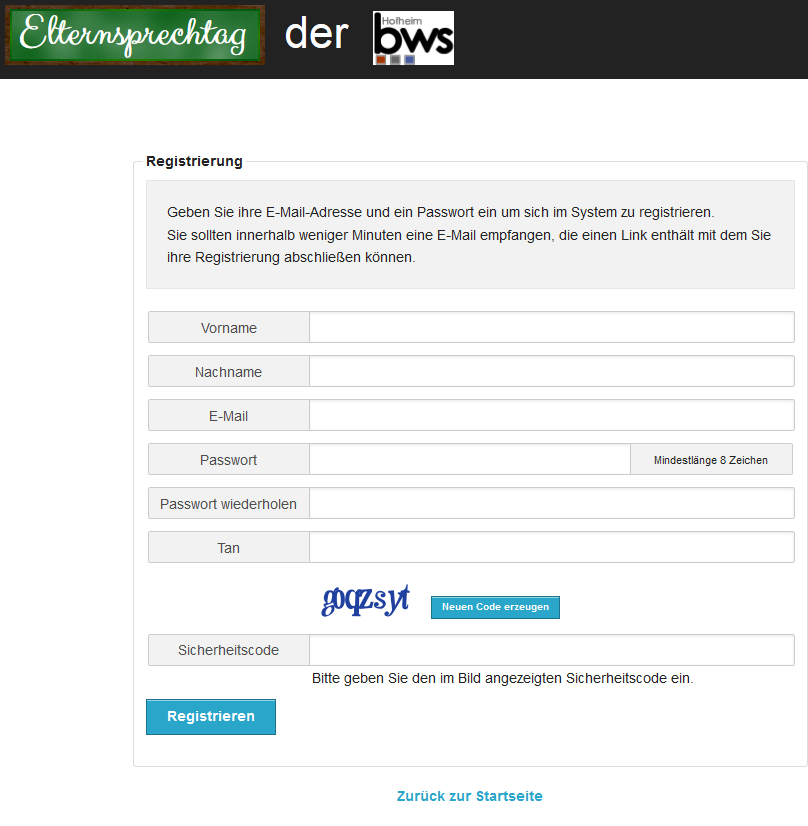 Elternsprechtag der Hofheim bws
Registrierung
Geben Sie ihre E-Mail-Adresse und ein Passwort ein um sich im System zu registrieren.
Sie sollten innerhalb weniger Minuten eine E-Mail empfangen, die einen Link enthält mit dem Sie
ihre Registrierung abschließen können.
Vorname
Nachname
E-Mail
Passwort Mindestlänge 8 Zeichen
Passwort wiederholen
Tan
goqzsyt Neuen Code erzeugen
Sicherheitscode
Bitte geben Sie den im Bild angezeigten Sicherheitscode ein.
Registrieren
Zurück zur Startseite